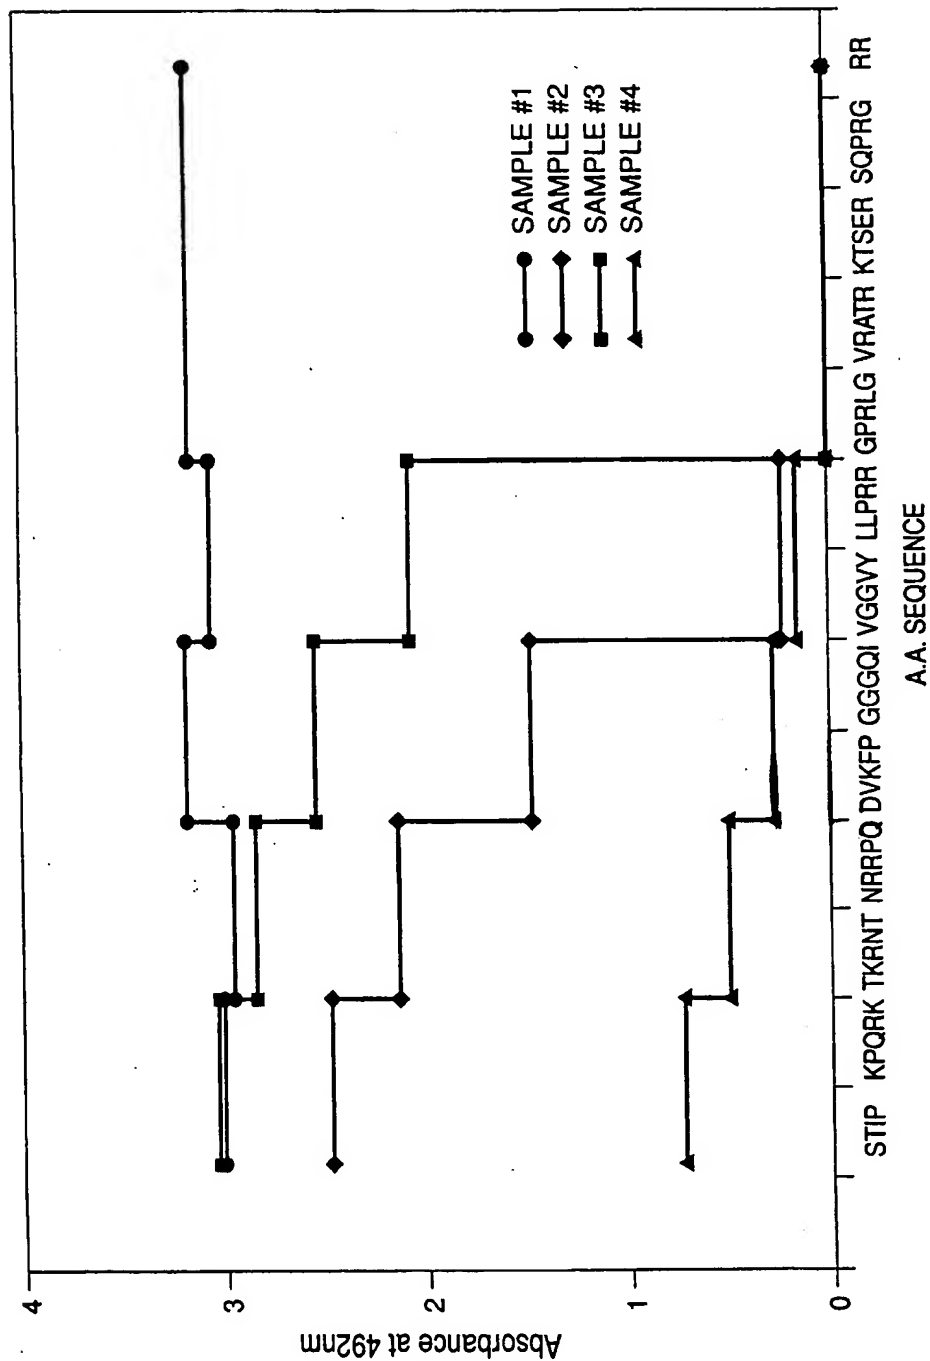 Absorbance at 492nm
4
3
2
1
0
STIP KPQRK TKRNT NRRPQ DVKFP GGGQI VGGVY LLPRR GPRLG VRATR KTSER SQPRG RR
A.A. SEQUENCE
SAMPLE #1
SAMPLE #2
SAMPLE #3
SAMPLE #4